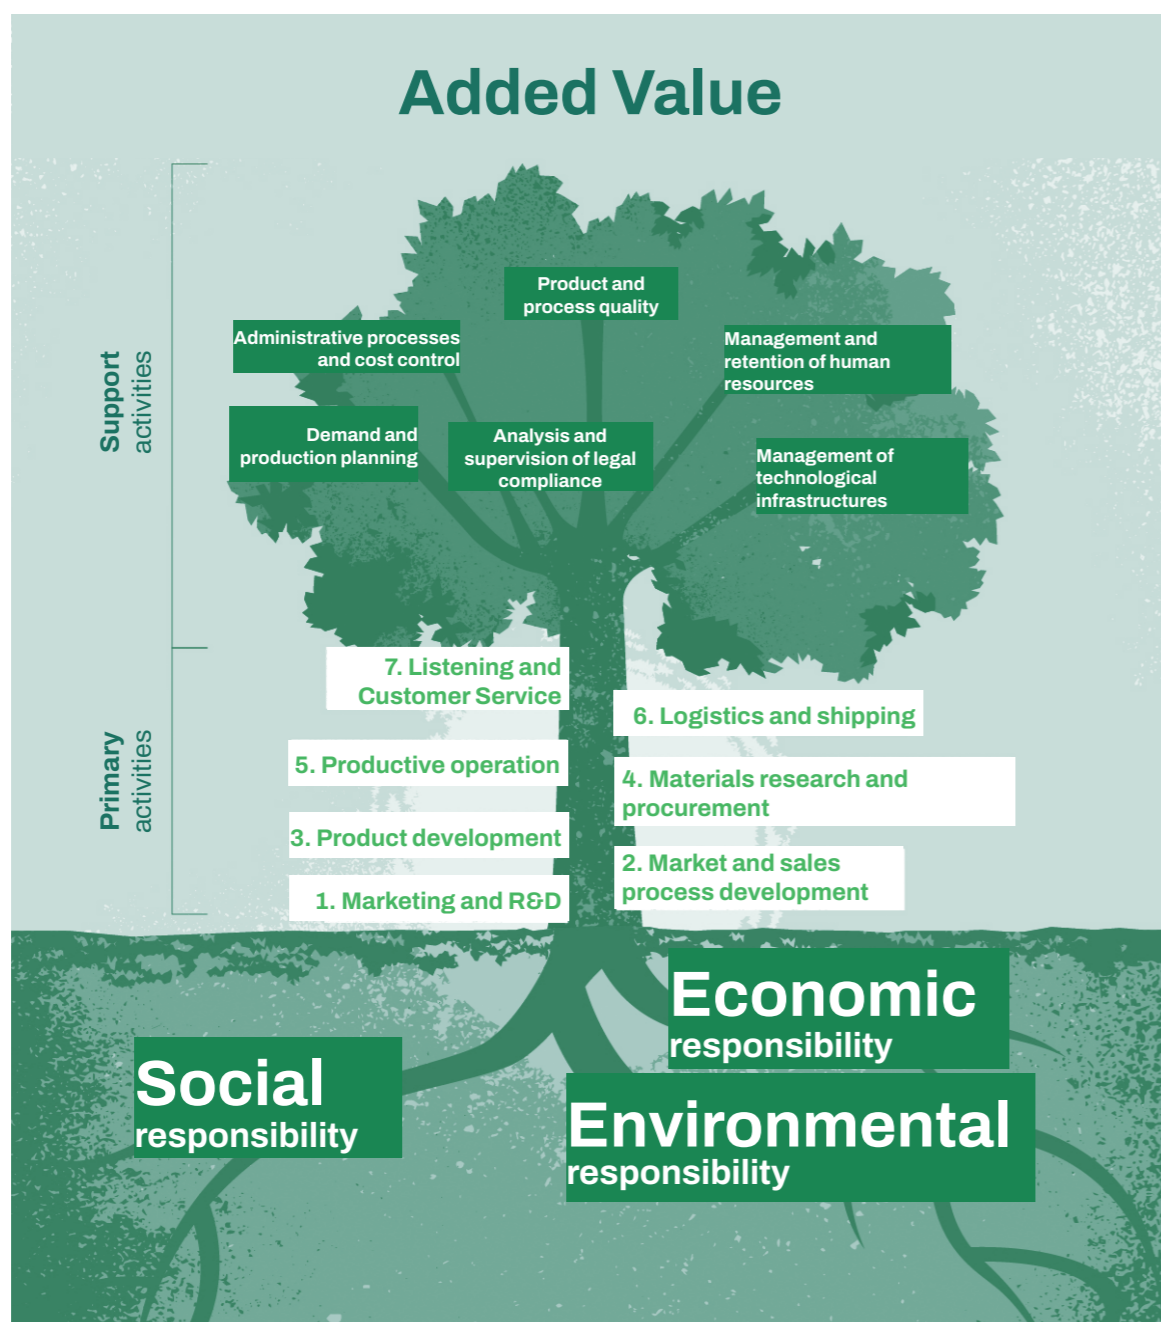 Added Value
Support
activities
Product and
process quality
Administrative processes
and cost control
Management and
retention of human
resources
Demand and
production planning
Analysis and
supervision of legal
compliance
Management of
technological
infrastructures
Primary
activities
7. Listening and
Customer Service
6. Logistics and shipping
5. Productive operation
4. Materials research and
procurement
3. Product development
2. Market and sales
process development
1. Marketing and R&D
Economic
responsibility
Social
responsibility
Environmental
responsibility